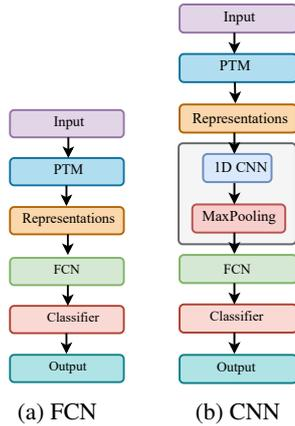 Input
PTM
Representations
FCN
Classifier
Output
(a) FCN
Input
PTM
Representations
1D CNN
MaxPooling
FCN
Classifier
Output
(b) CNN